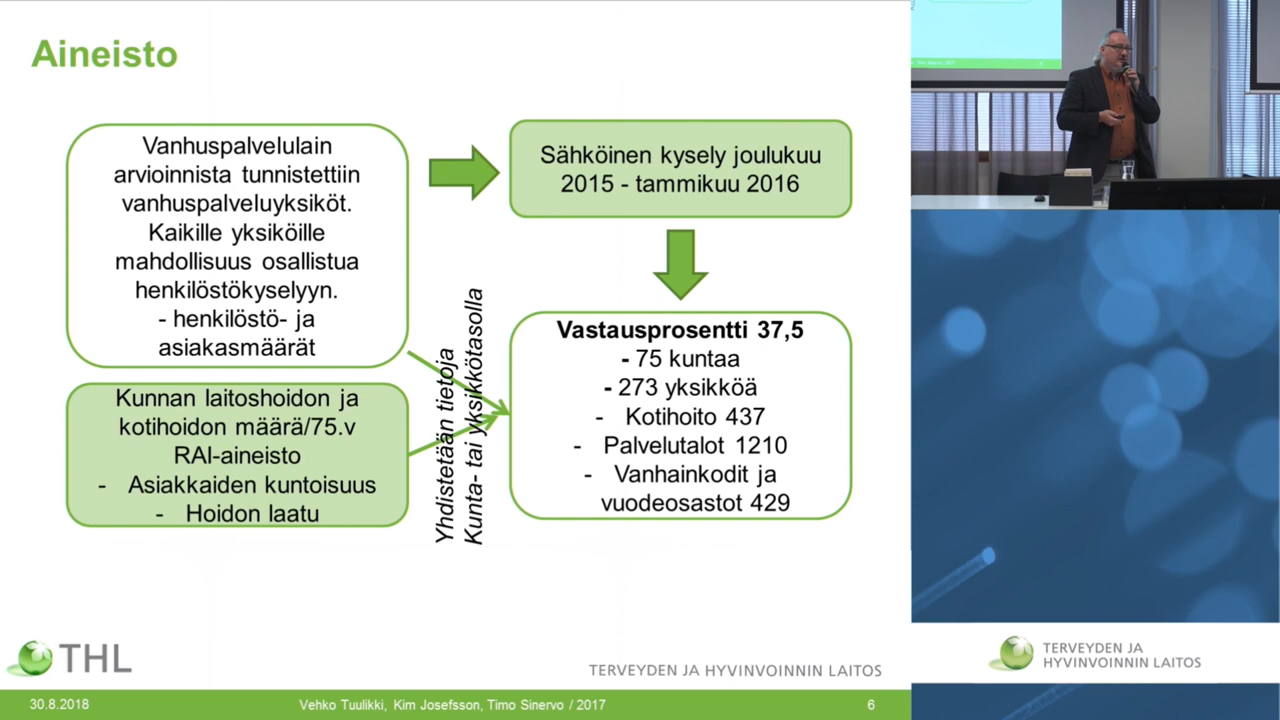 Aineisto
Vanhuspalvelulain
arvioinnista tunnistettiin
vanhuspalveluyksiköt.
Kaikille yksiköille
mahdollisuus osallistua
henkilöstökyselyyn.
- henkilöstö- ja
asiakasmäärät
Sähköinen kysely joulukuu
2015 - tammikuu 2016
Kunnan laitoshoidon ja
kotihoidon määrä/75.v
RAI-aineisto
- Asiakkaiden kuntoisuus
- Hoidon laatu
Yhdistetään tietoja
Kunta- tai yksikkötasolla
Vastausprosentti 37,5
- 75 kuntaa
- 273 yksikköä
- Kotihoito 437
- Palvelutalot 1210
- Vanhainkodit ja
vuodeosastot 429
THL
TERVEYDEN JA HYVINVOINNIN LAITOS
30.8.2018
Vehko Tuulikki, Kim Josefsson, Timo Sinervo / 2017
6
TERVEYDEN JA
HYVINVOINNIN LAITOS